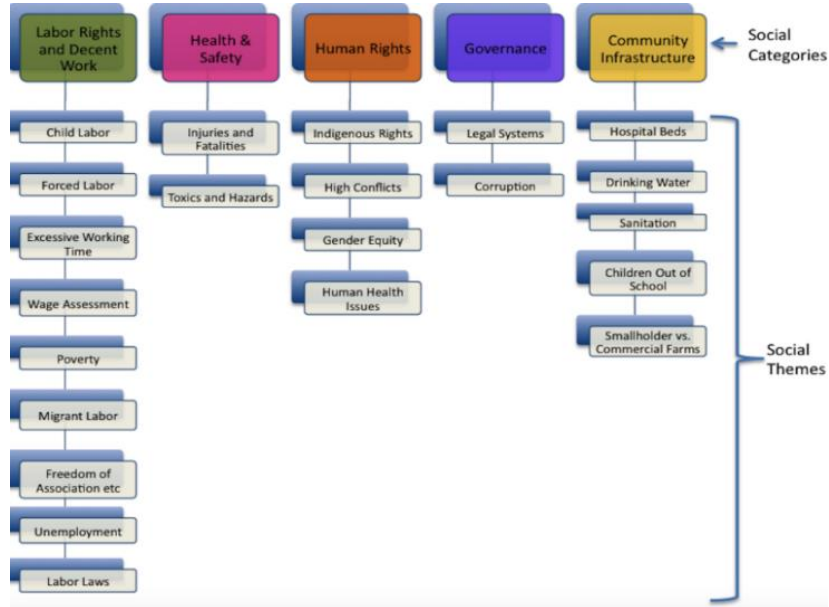 Labor Rights
and Decent
Work
Health &
Safety
Human Rights
Governance
Community
Infrastructure
Social
Categories
Child Labor
Forced Labor
Excessive Working
Time
Wage Assessment
Poverty
Migrant Labor
Freedom of
Association etc
Unemployment
Labor Laws
Injuries and
Fatalities
Toxics and Hazards
Indigenous Rights
High Conflicts
Gender Equity
Human Health
Issues
Legal Systems
Corruption
Hospital Beds
Drinking Water
Sanitation
Children Out of
School
Smallholder vs.
Commercial Farms
Social
Themes